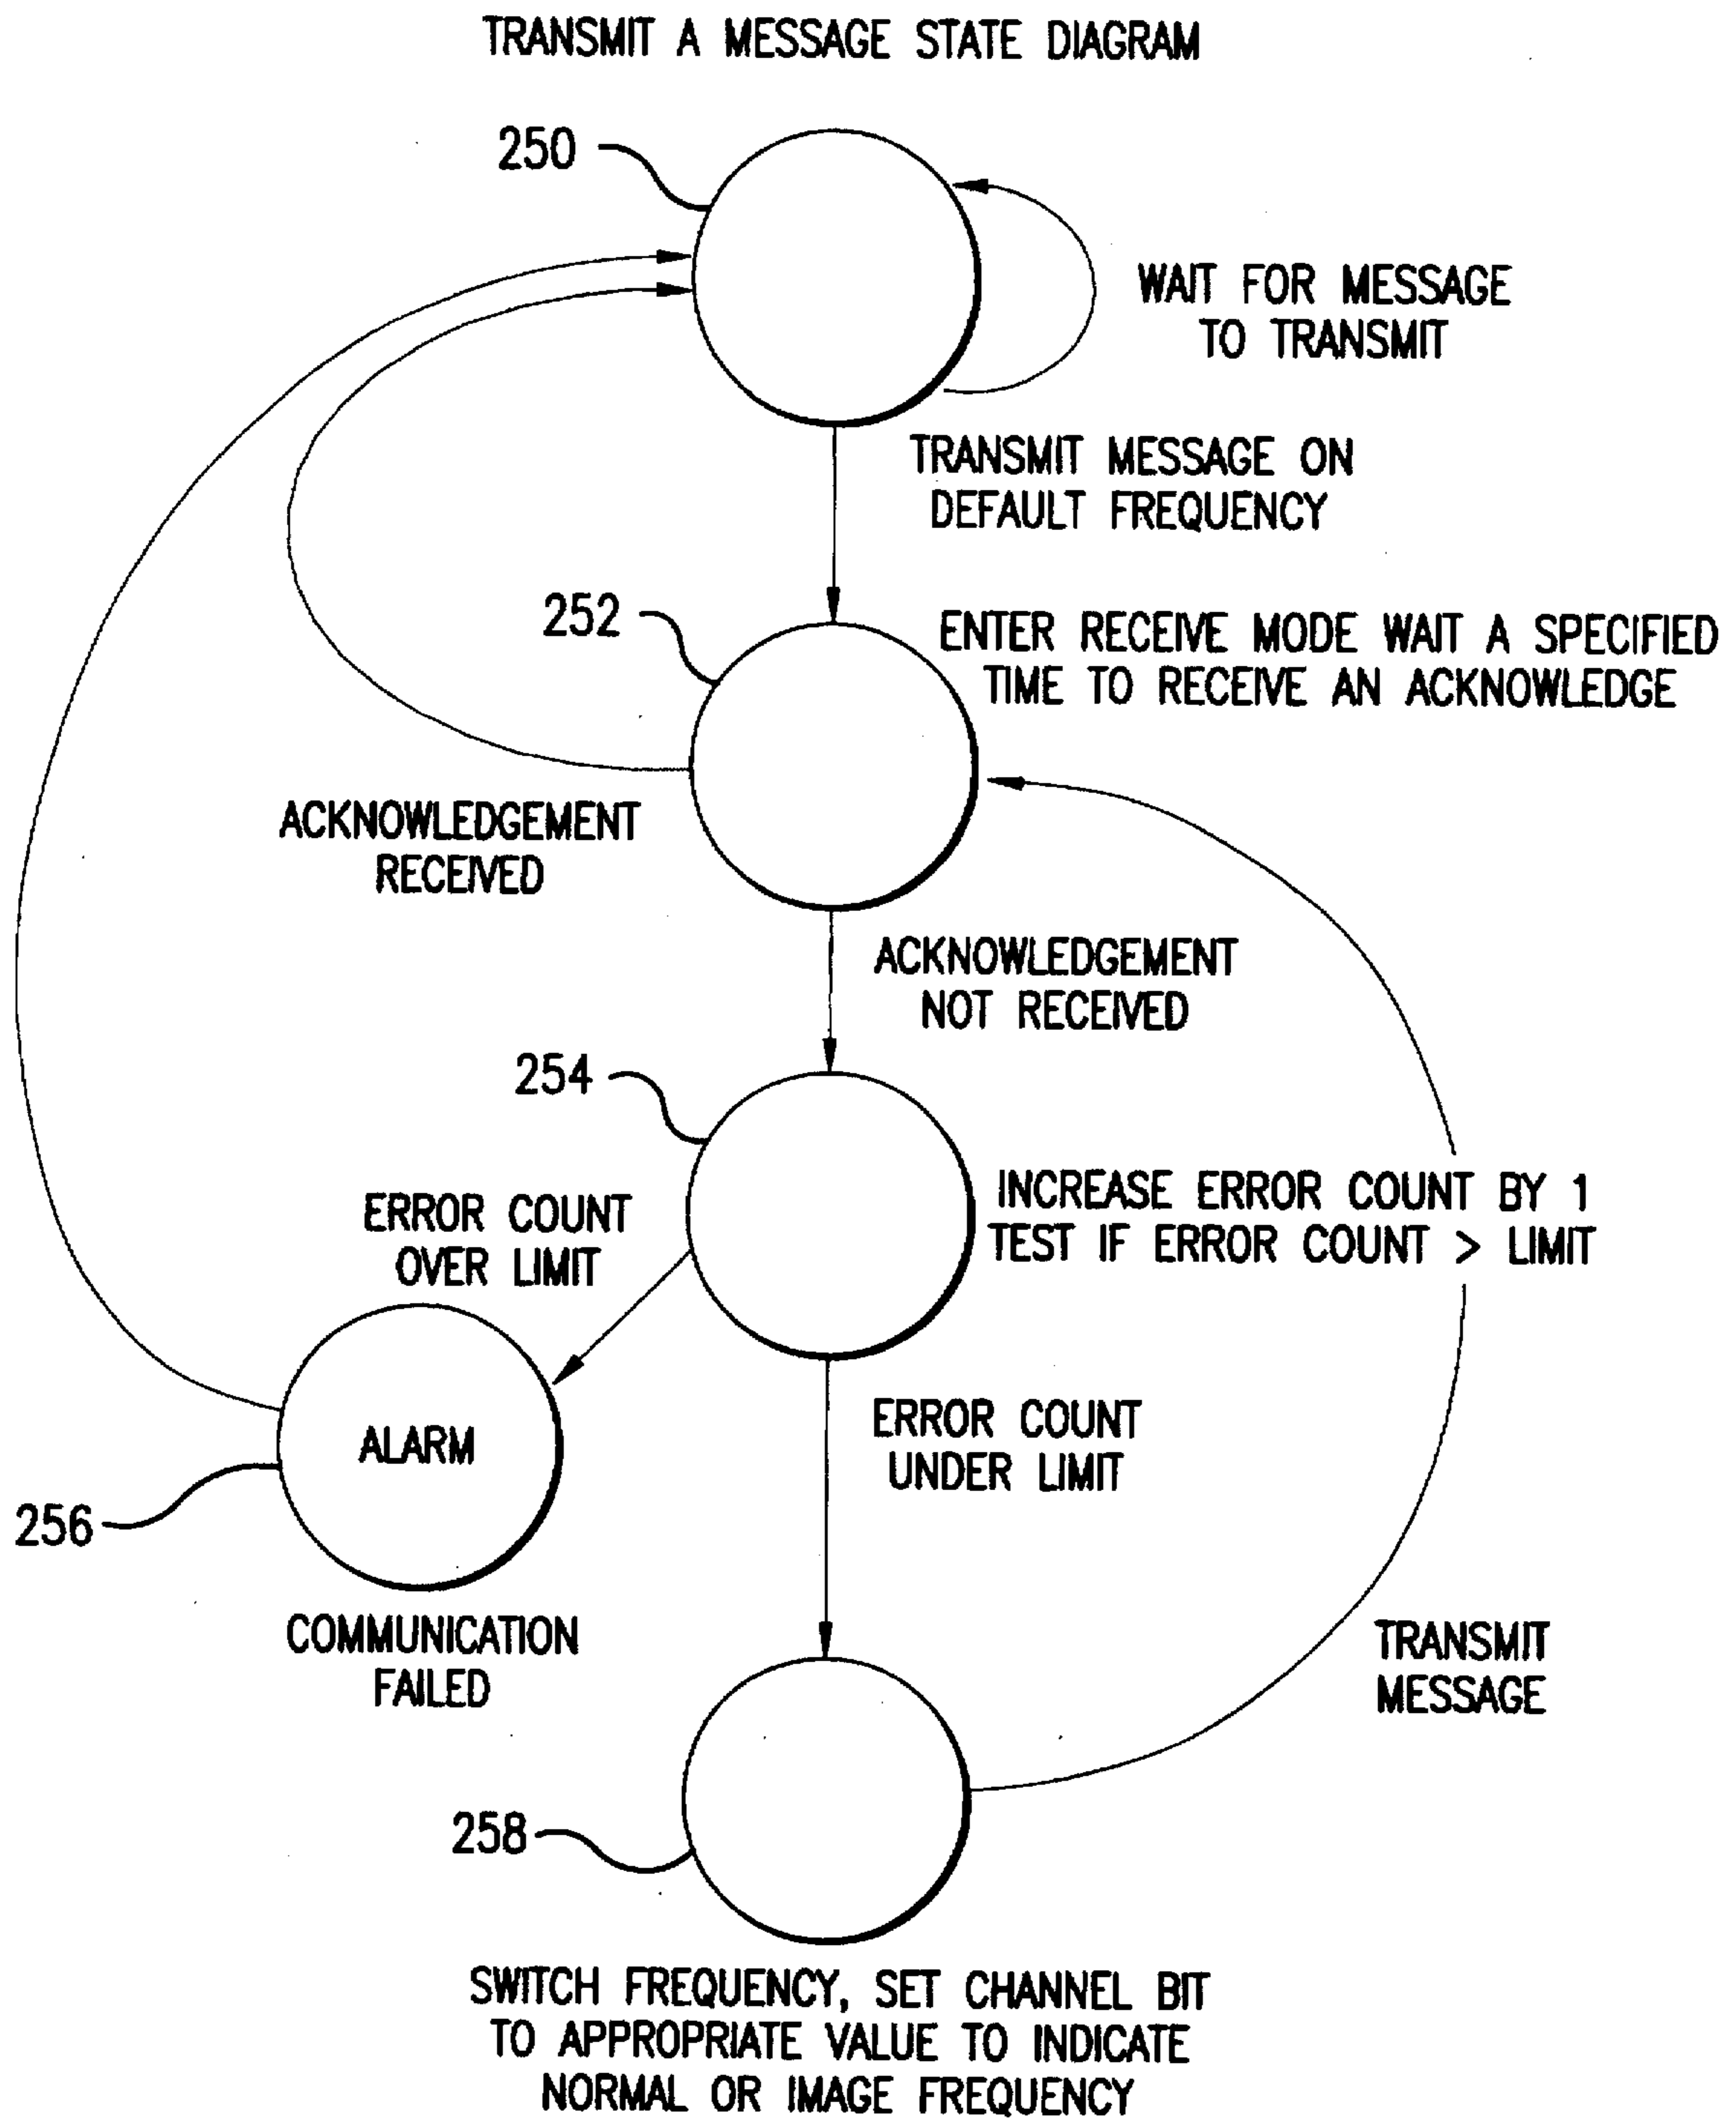 TRANSMIT A MESSAGE STATE DIAGRAM
250
WAIT FOR MESSAGE
TO TRANSMIT
TRANSMIT MESSAGE ON
DEFAULT FREQUENCY
252
ENTER RECEIVE MODE WAIT A SPECIFIED
TIME TO RECEIVE AN ACKNOWLEDGE
ACKNOWLEDGEMENT
RECEIVED
ACKNOWLEDGEMENT
NOT RECEIVED
254
INCREASE ERROR COUNT BY 1
TEST IF ERROR COUNT > LIMIT
ERROR COUNT
OVER LIMIT
ALARM
256
COMMUNICATION
FAILED
ERROR COUNT
UNDER LIMIT
TRANSMIT
MESSAGE
258
SWITCH FREQUENCY, SET CHANNEL BIT
TO APPROPRIATE VALUE TO INDICATE
NORMAL OR IMAGE FREQUENCY